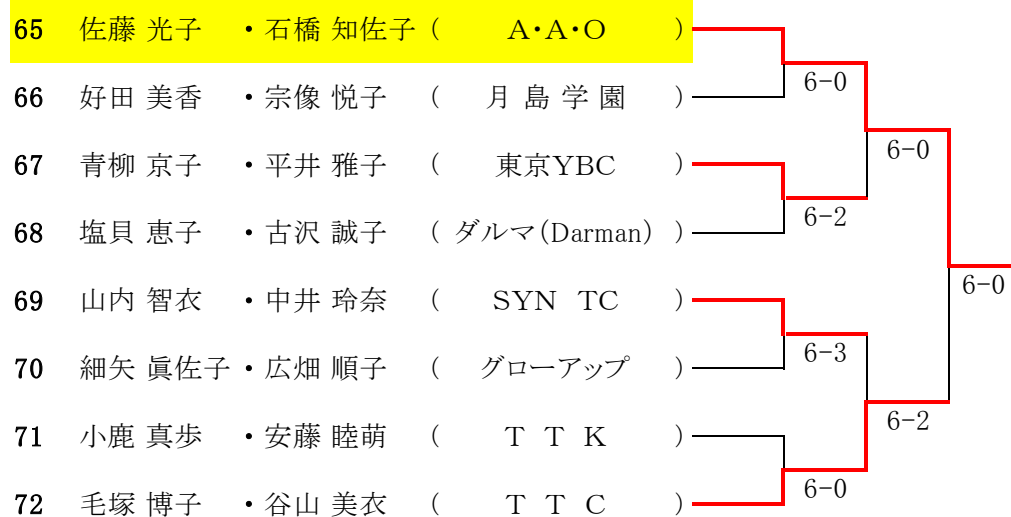 65 佐藤 光子 ・石橋 知佐子 ( A・A・O )
6-0
66 好田 美香 ・宗像 悦子 ( 月 島 学 園 )
6-0
67 青柳 京子 ・平井 雅子 ( 東京YBC )
6-2
68 塩貝 恵子 ・古沢 誠子 ( ダルマ(Darman) )
6-0
69 山内 智衣 ・中井 玲奈 ( SYN TC )
6-3
70 細矢 眞佐子・広畑 順子 ( グローアップ )
6-2
71 小鹿 真歩 ・安藤 睦萌 ( T T K )
6-0
72 毛塚 博子 ・谷山 美衣 ( T T C )